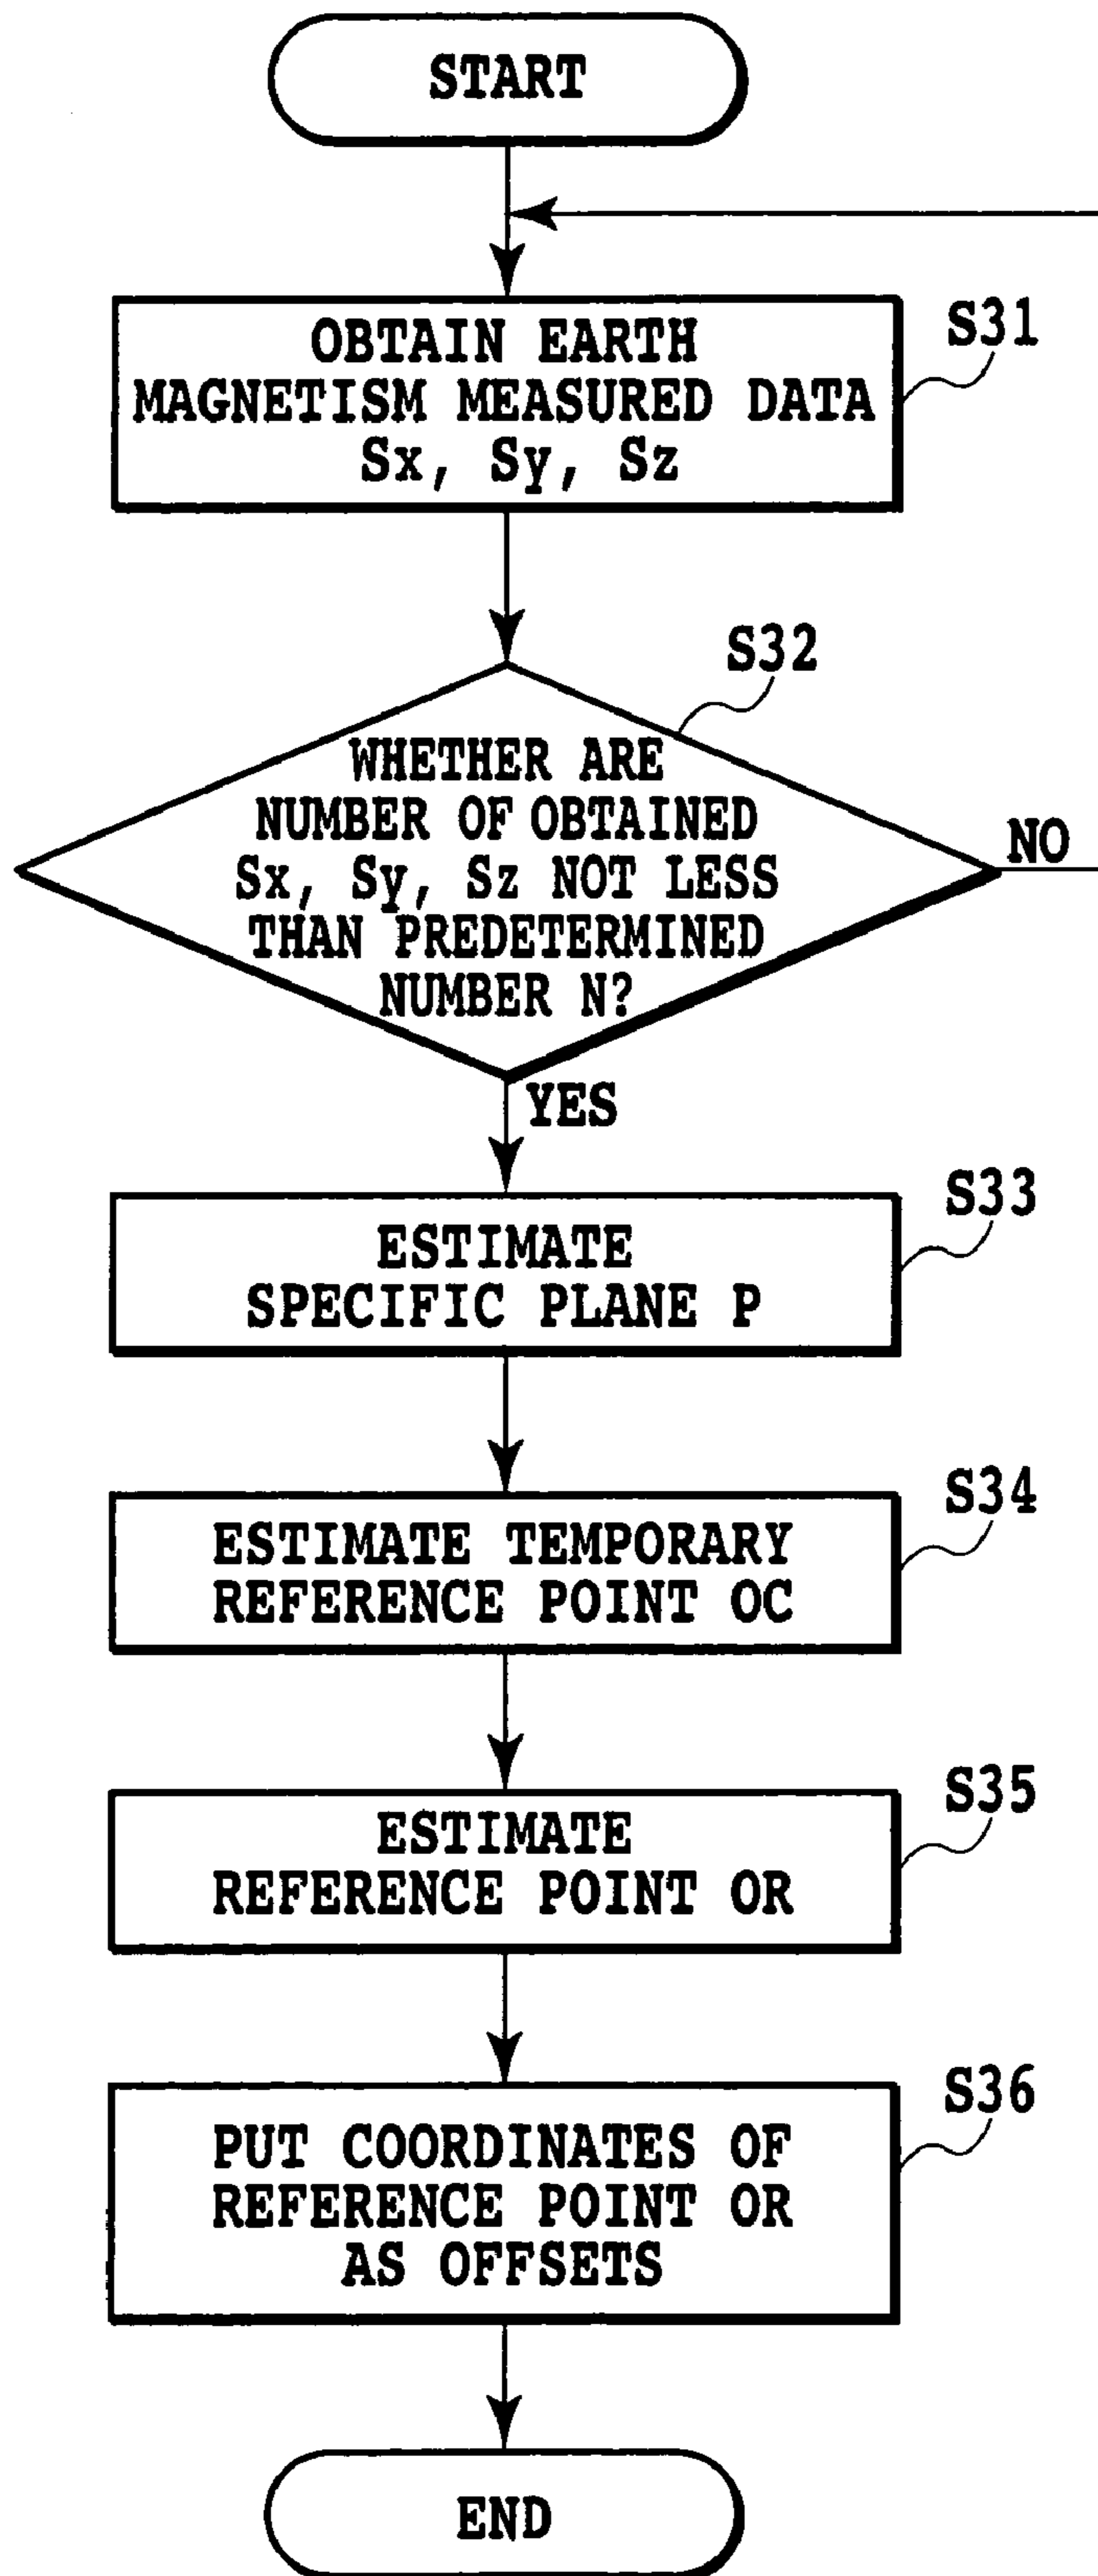 START
OBTAIN EARTH
MAGNETISM MEASURED DATA
Sx, Sy, Sz
S31
S32
WHETHER ARE
NUMBER OF OBTAINED
Sx, Sy, Sz NOT LESS
THAN PREDETERMINED
NUMBER N?
NO
YES
S33
ESTIMATE
SPECIFIC PLANE P
S34
ESTIMATE TEMPORARY
REFERENCE POINT OC
S35
ESTIMATE
REFERENCE POINT OR
S36
PUT COORDINATES OF
REFERENCE POINT OR
AS OFFSETS
END